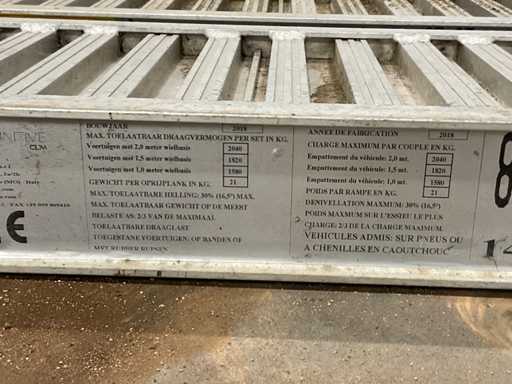 CLM
Italy
CE
BOUWJAAR 2018
MAX. TOELAATBAAR DRAAGVERMOGEN PER SET IN KG.
Voertuigen met 2,0 meter wielbasis 2040
Voertuigen met 1,5 meter wielbasis 1820
Voertuigen met 1,0 meter wielbasis 1580
GEWICHT PER OPRIJPLANK IN KG. 21
MAX. TOELAATBARE HELLING: 30% (16,5°) MAX.
MAX. TOELAATBAAR GEWICHT OP DE MEEST
BELASTE AS: 2/3 VAN DE MAXIMAAL
TOELAATBARE DRAAGLAST
TOEGESTANE VOERTUIGEN: OP BANDEN OF
MET RUBBER RUPSEN
ANNÉE DE FABRICATION 2018
CHARGE MAXIMUM PAR COUPLE EN KG.
Empattement du véhicule: 2,0 mt. 2040
Empattement du véhicule: 1,5 mt. 1820
Empattement du véhicule: 1,0 mt. 1580
POIDS PAR RAMPE EN KG. 21
DENIVELLATION MAXMUM: 30% (16,5°)
POIDS MAXIMUM SUR L'ESSIEU LE PLUS
CHARGE: 2/3 DE LA CHARGE MAXIMUM.
VÉHICULES ADMIS: SUR PNEUS OU
A CHENILLES EN CAOUTCHOUC